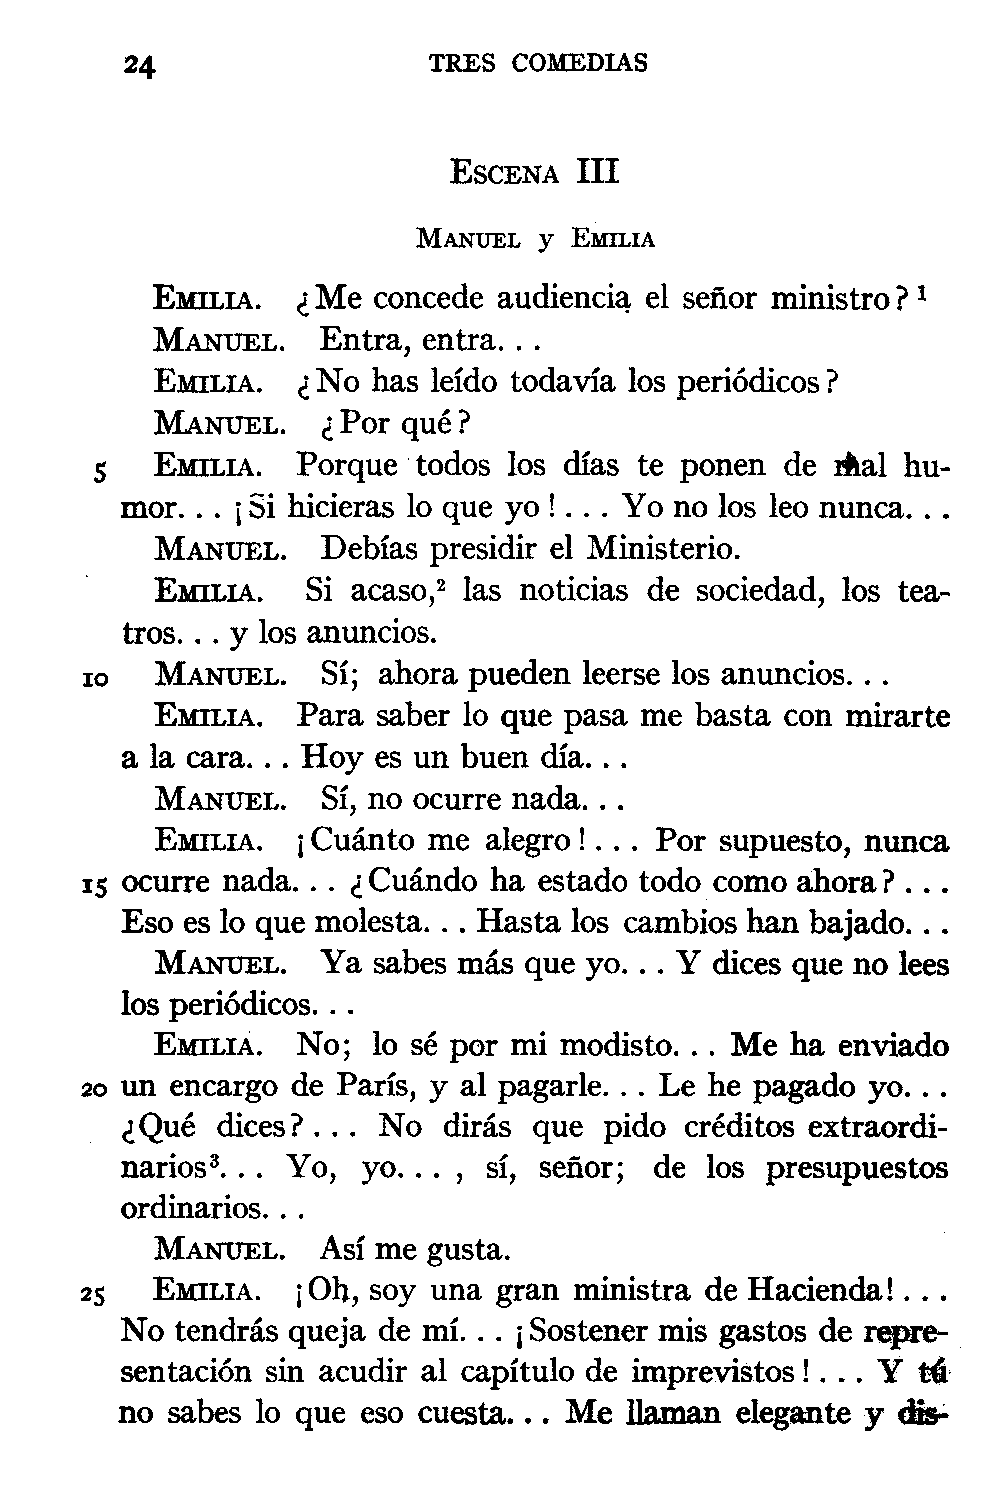 24 TRES COMEDIAS
ESCENA III
MANUEL y EMILIA
EMILIA. ¿Me concede audiencia el señor ministro?¹
MANUEL. Entra, entra. . .
EMILIA. ¿No has leído todavía los periódicos?
MANUEL. ¿Por qué?
5 EMILIA. Porque todos los días te ponen de mal hu-
mor. . . ¡Si hicieras lo que yo!. . . Yo no los leo nunca. . .
MANUEL. Debías presidir el Ministerio.
EMILIA. Si acaso,² las noticias de sociedad, los tea-
tros. . . y los anuncios.
10 MANUEL. Sí; ahora pueden leerse los anuncios. . .
EMILIA. Para saber lo que pasa me basta con mirarte
a la cara. . . Hoy es un buen día. . .
MANUEL. Sí, no ocurre nada. . .
EMILIA. ¡Cuánto me alegro!. . . Por supuesto, nunca
15 ocurre nada. . . ¿Cuándo ha estado todo como ahora?. . .
Eso es lo que molesta. . . Hasta los cambios han bajado. . .
MANUEL. Ya sabes más que yo. . . Y dices que no lees
los periódicos. . .
EMILIA. No; lo sé por mi modisto. . . Me ha enviado
20 un encargo de París, y al pagarle. . . Le he pagado yo. . .
¿Qué dices?. . . No dirás que pido créditos extraordi-
narios³. . . Yo, yo. . . , sí, señor; de los presupuestos
ordinarios. . .
MANUEL. Así me gusta.
25 EMILIA. ¡Oh, soy una gran ministra de Hacienda!. . .
No tendrás queja de mí. . . ¡Sostener mis gastos de repre-
sentación sin acudir al capítulo de imprevistos!. . . Y tú
no sabes lo que eso cuesta. . . Me llaman elegante y dis-